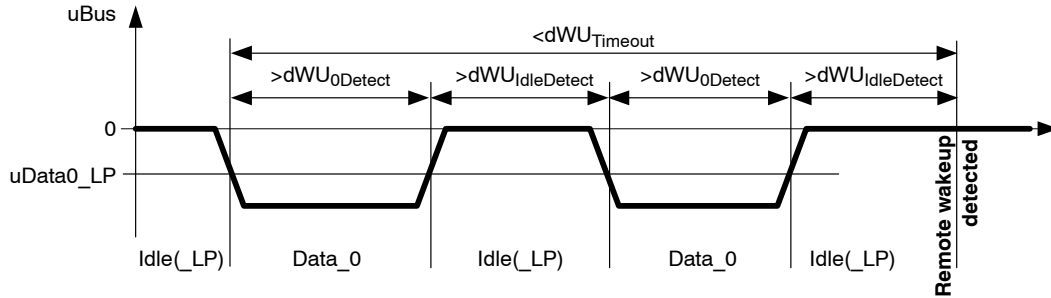 uBus
<dWUTimeout
>dWU0Detect >dWUIdleDetect >dWU0Detect >dWUIdleDetect
0
uData0_LP
Idle(_LP) Data_0 Idle(_LP) Data_0 Idle(_LP)
Remote wakeup
detected